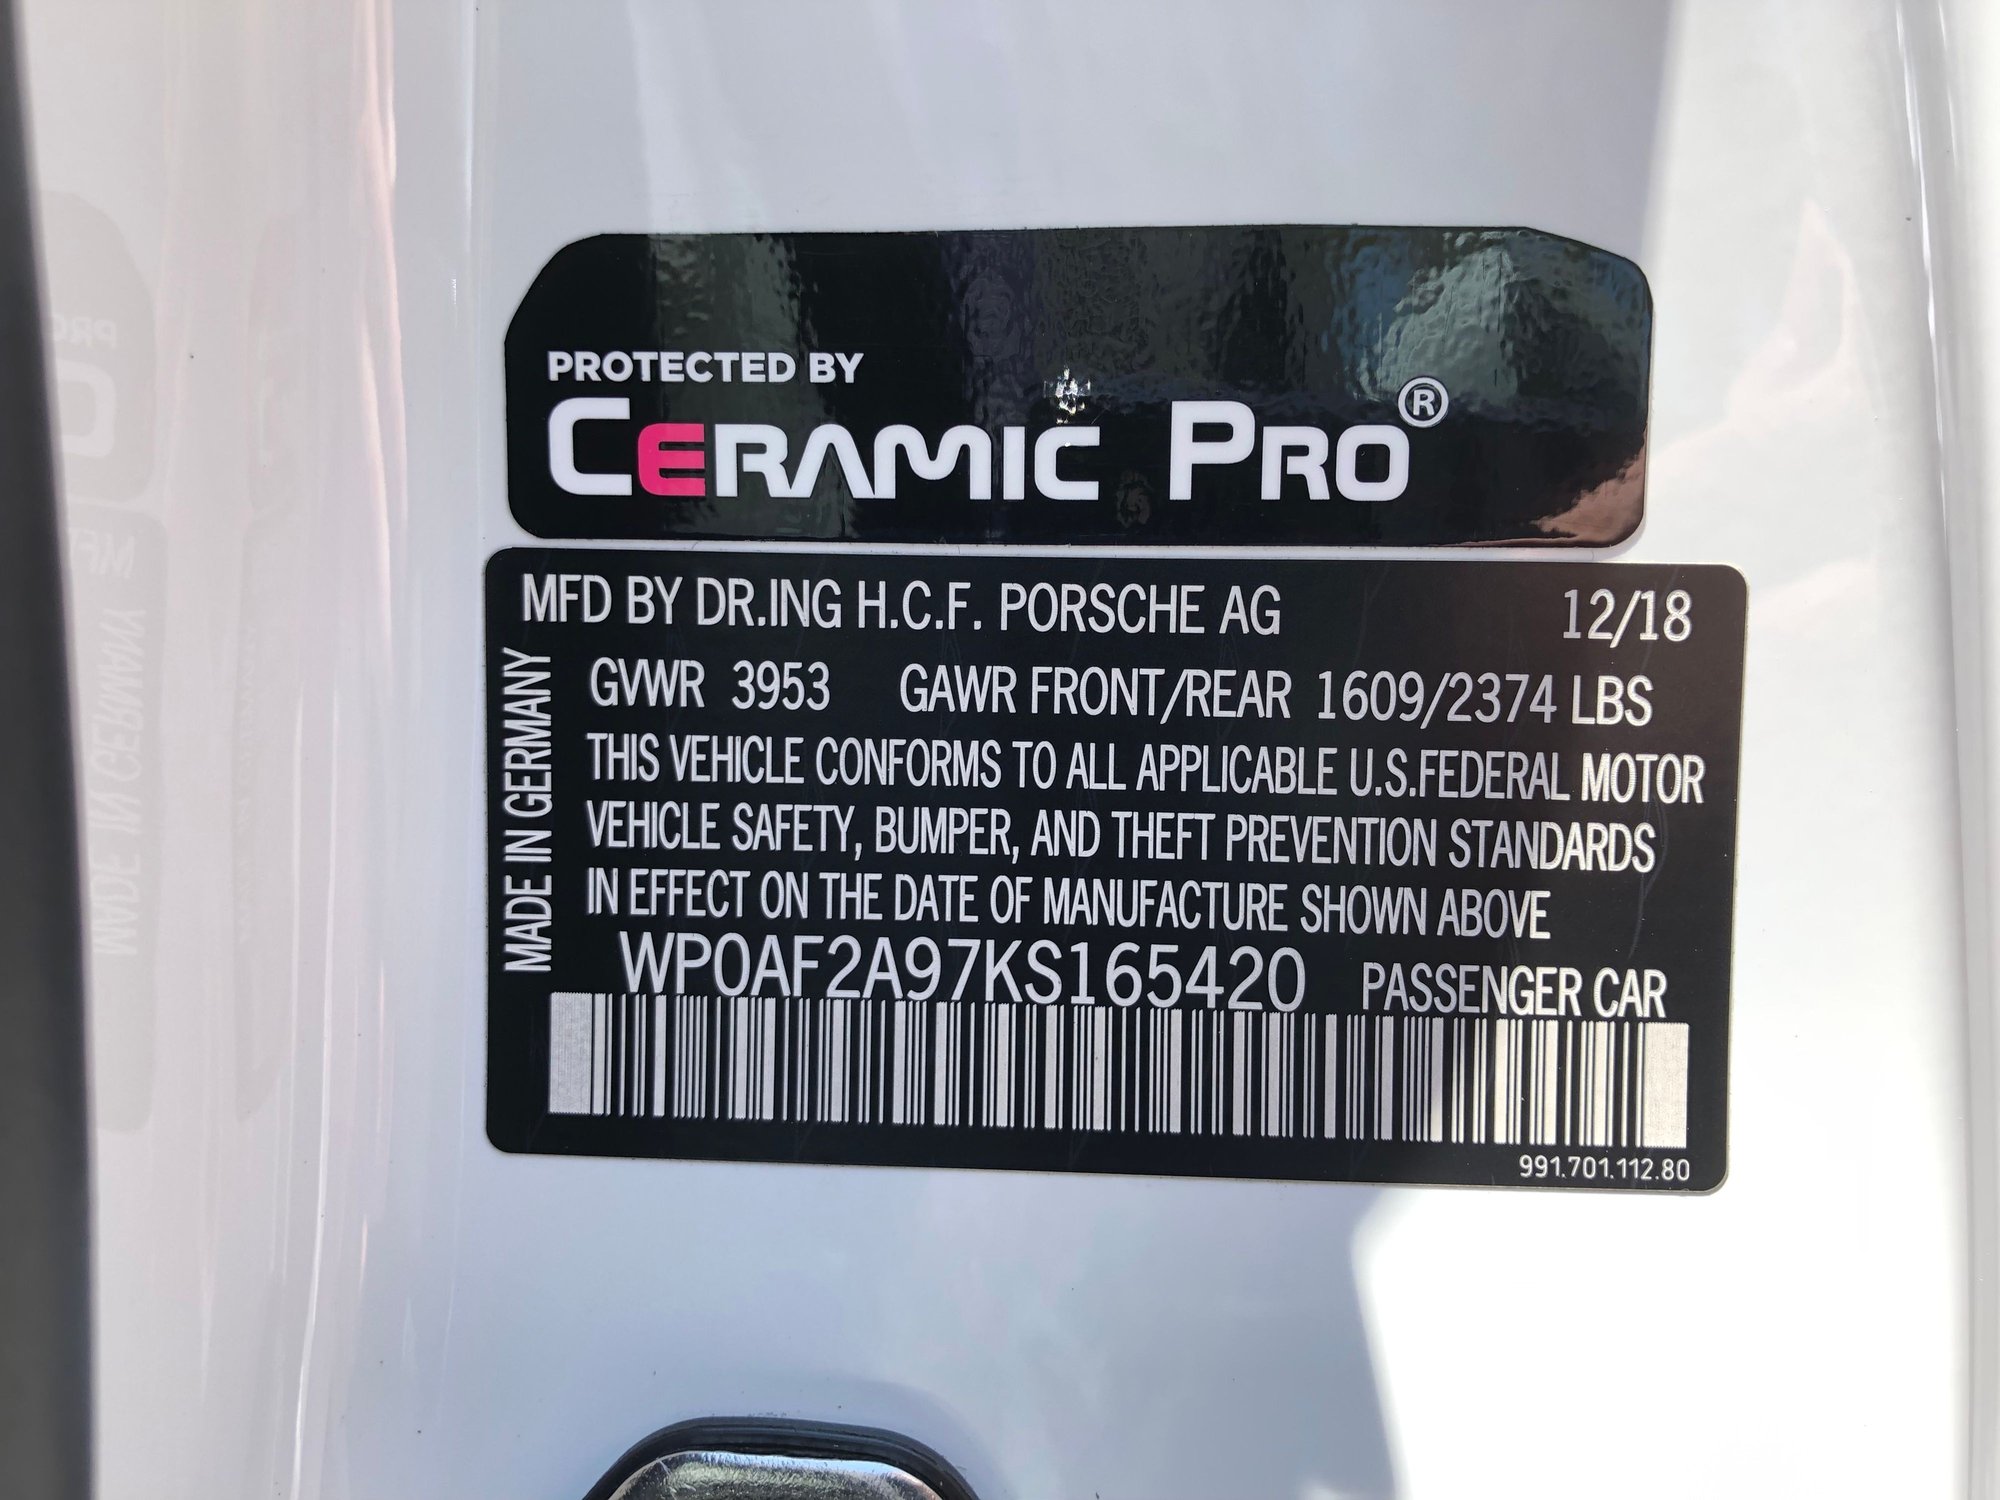 PROTECTED BY
CERAMIC PRO®
MFD BY DR.ING H.C.F. PORSCHE AG 12/18
MADE IN GERMANY
GVWR 3953 GAWR FRONT/REAR 1609/2374 LBS
THIS VEHICLE CONFORMS TO ALL APPLICABLE U.S.FEDERAL MOTOR
VEHICLE SAFETY, BUMPER, AND THEFT PREVENTION STANDARDS
IN EFFECT ON THE DATE OF MANUFACTURE SHOWN ABOVE
WP0AF2A97KS165420 PASSENGER CAR
991.701.112.80